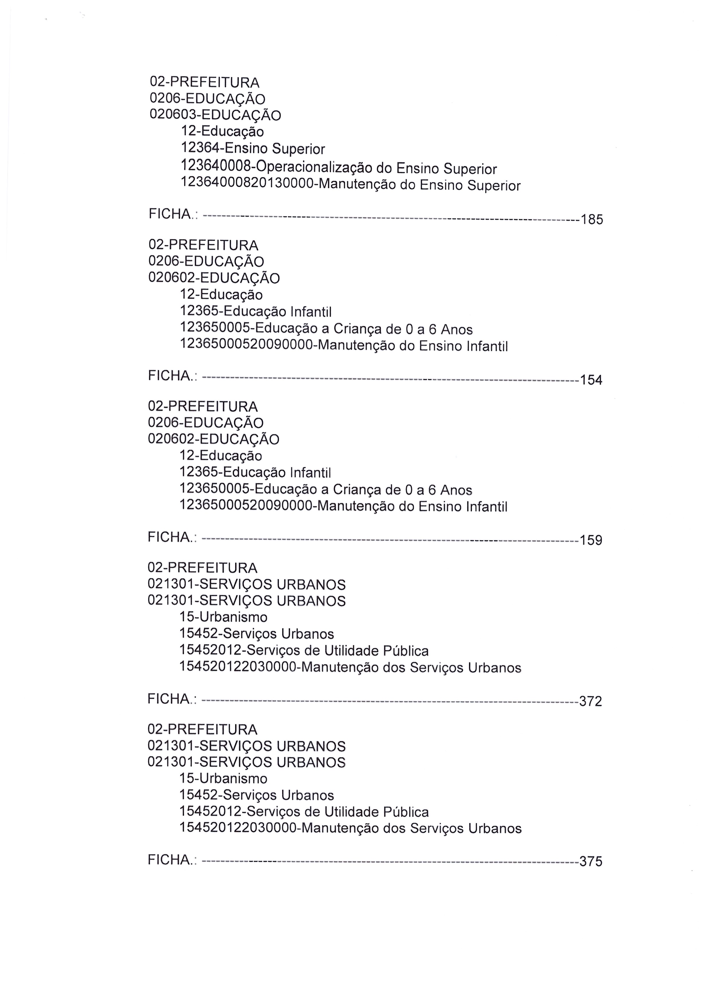 02-PREFEITURA
0206-EDUCAÇÃO
020603-EDUCAÇÃO
12-Educação
12364-Ensino Superior
123640008-Operacionalização do Ensino Superior
12364000820130000-Manutenção do Ensino Superior
FICHA.: --------------------------------------------------------------------------------185
02-PREFEITURA
0206-EDUCAÇÃO
020602-EDUCAÇÃO
12-Educação
12365-Educação Infantil
123650005-Educação a Criança de 0 a 6 Anos
12365000520090000-Manutenção do Ensino Infantil
FICHA.: --------------------------------------------------------------------------------154
02-PREFEITURA
0206-EDUCAÇÃO
020602-EDUCAÇÃO
12-Educação
12365-Educação Infantil
123650005-Educação a Criança de 0 a 6 Anos
12365000520090000-Manutenção do Ensino Infantil
FICHA.: --------------------------------------------------------------------------------159
02-PREFEITURA
021301-SERVIÇOS URBANOS
021301-SERVIÇOS URBANOS
15-Urbanismo
15452-Serviços Urbanos
15452012-Serviços de Utilidade Pública
154520122030000-Manutenção dos Serviços Urbanos
FICHA.: --------------------------------------------------------------------------------372
02-PREFEITURA
021301-SERVIÇOS URBANOS
021301-SERVIÇOS URBANOS
15-Urbanismo
15452-Serviços Urbanos
15452012-Serviços de Utilidade Pública
154520122030000-Manutenção dos Serviços Urbanos
FICHA.: --------------------------------------------------------------------------------375